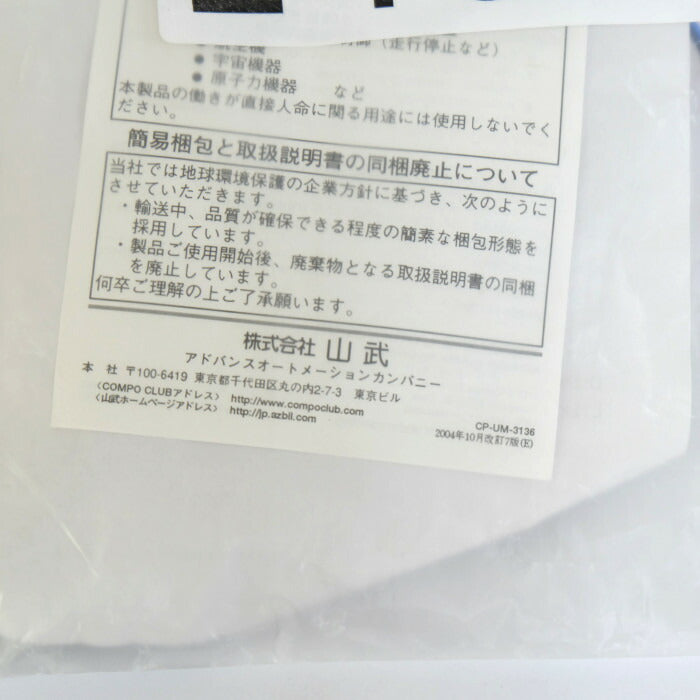 (走行停止など)
● 宇宙機器
● 原子力機器 など
本製品の働きが直接人命に関る用途には使用しないでく
ださい。
簡易梱包と取扱説明書の同梱廃止について
当社では地球環境保護の企業方針に基づき、次のように
させていただきます。
・輸送中、品質が確保できる程度の簡素な梱包形態を
採用しています。
・製品ご使用開始後、廃棄物となる取扱説明書の同梱
を廃止しています。
何卒ご理解の上ご了承願います。
株式会社 山武
アドバンスオートメーションカンパニー
本 社 〒100-6419 東京都千代田区丸の内2-7-3 東京ビル
〈COMPO CLUBアドレス〉 http://www.compoclub.com
〈山武ホームページアドレス〉 http://jp.azbil.com
CP-UM-3136
2004年10月改訂7版(E)